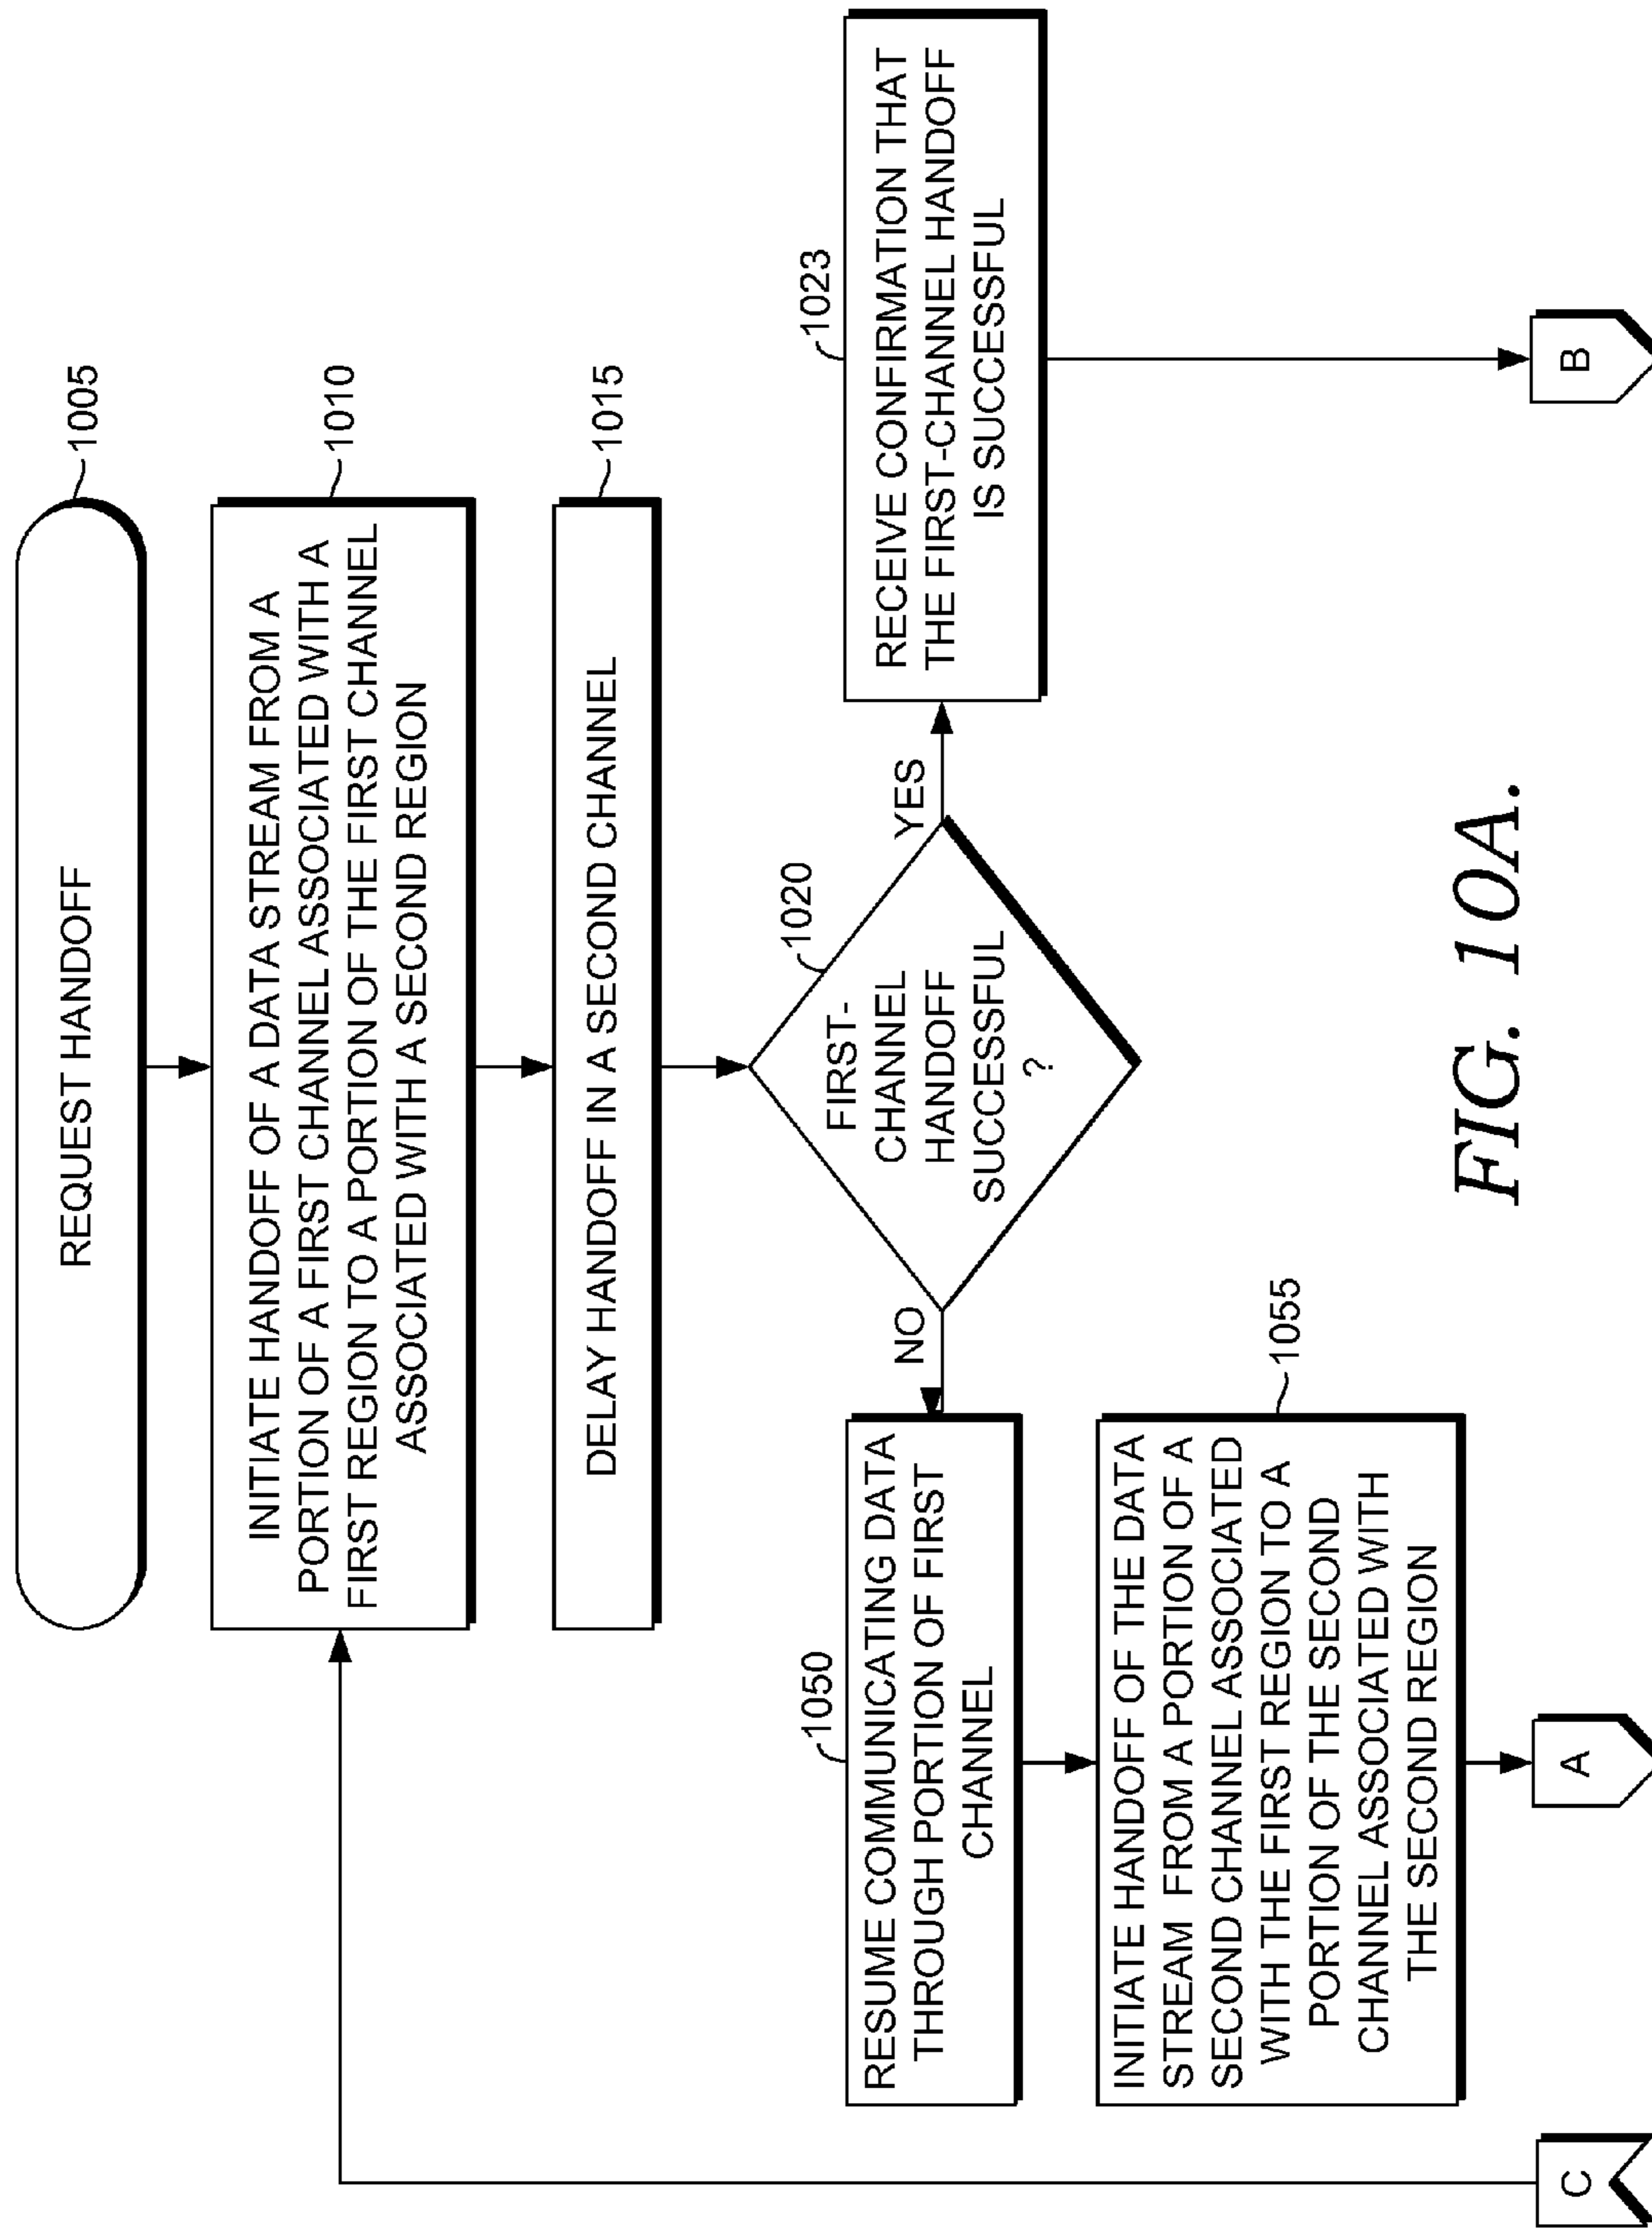 REQUEST HANDOFF
1005
INITIATE HANDOFF OF A DATA STREAM FROM A
PORTION OF A FIRST CHANNEL ASSOCIATED WITH A
FIRST REGION TO A PORTION OF THE FIRST CHANNEL
ASSOCIATED WITH A SECOND REGION
1010
DELAY HANDOFF IN A SECOND CHANNEL
1015
FIRST-
CHANNEL
HANDOFF
SUCCESSFUL
?
1020
NO
YES
1050
RESUME COMMUNICATING DATA
THROUGH PORTION OF FIRST
CHANNEL
1023
RECEIVE CONFIRMATION THAT
THE FIRST-CHANNEL HANDOFF
IS SUCCESSFUL
INITIATE HANDOFF OF THE DATA
STREAM FROM A PORTION OF A
SECOND CHANNEL ASSOCIATED
WITH THE FIRST REGION TO A
PORTION OF THE SECOND
CHANNEL ASSOCIATED WITH
THE SECOND REGION
1055
C
A
B
FIG. 10A.